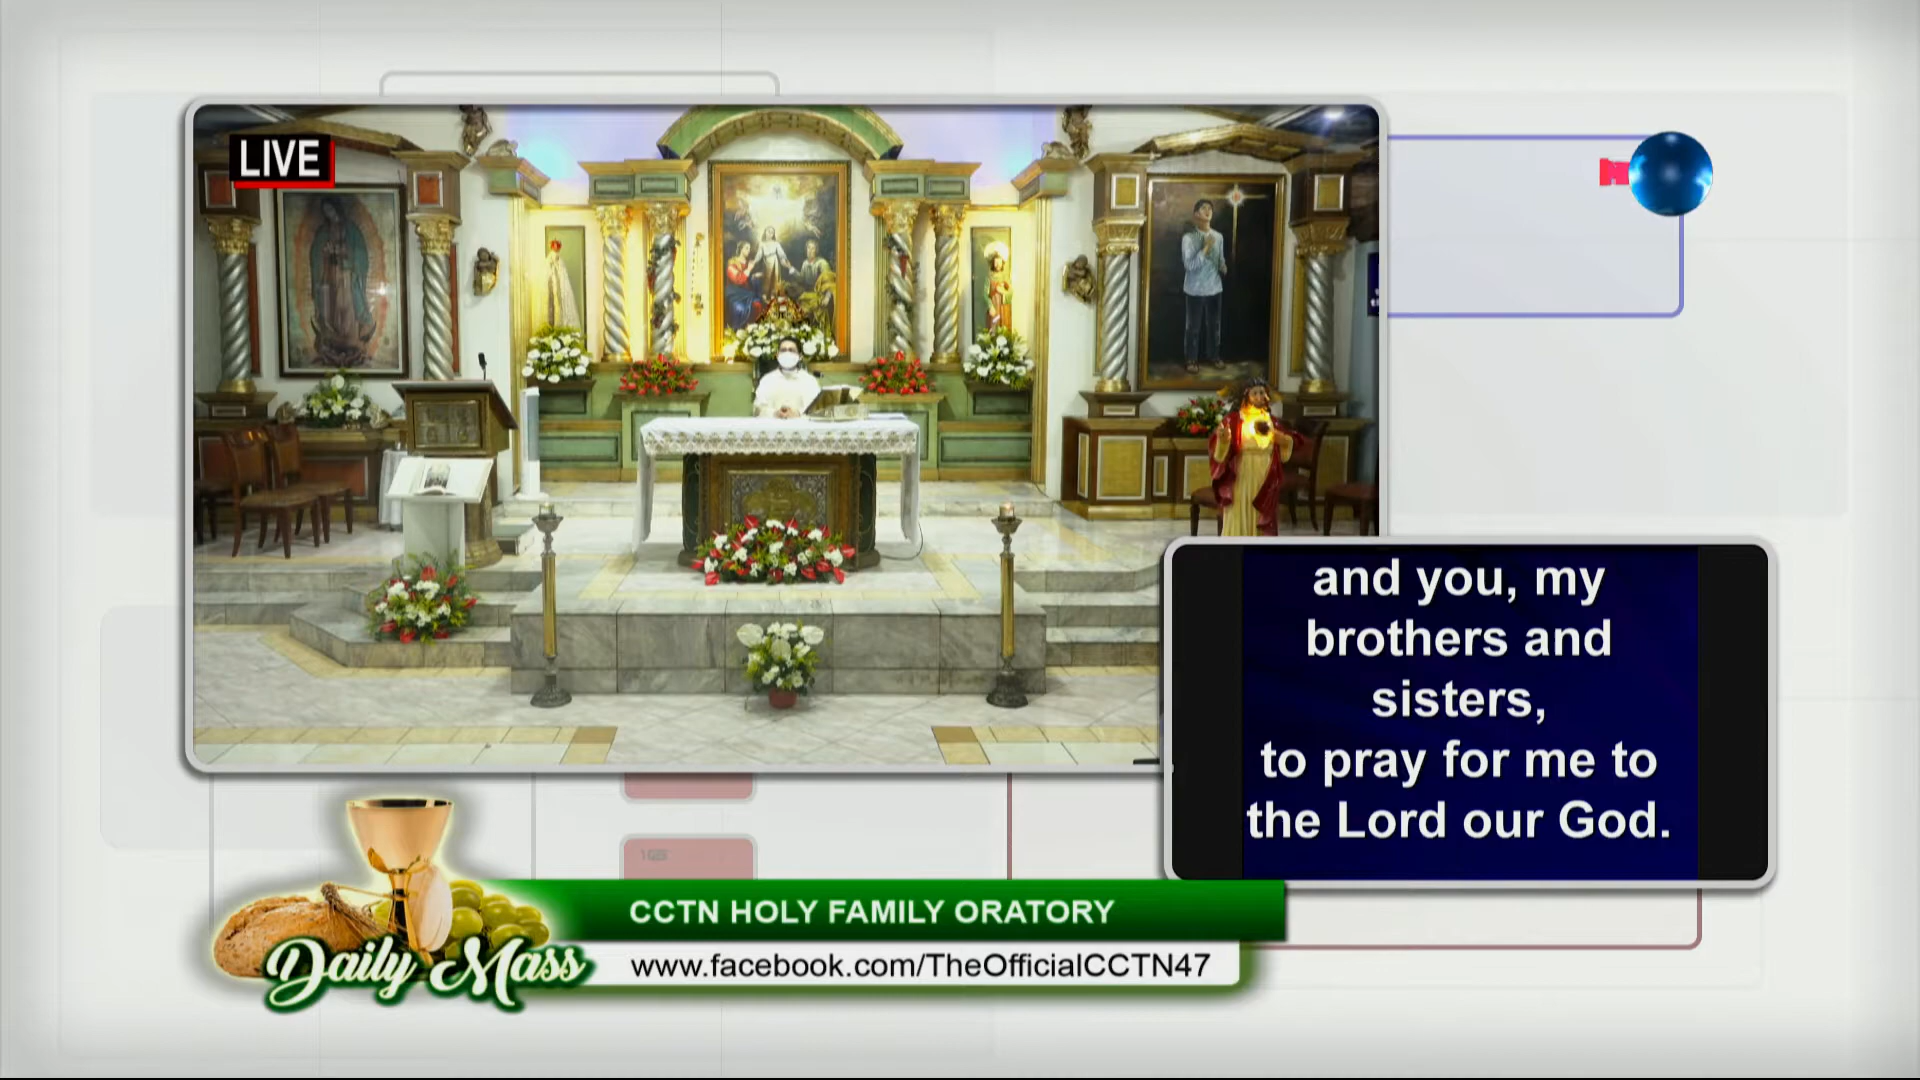 LIVE
and you, my
brothers and
sisters,
to pray for me to
the Lord our God.
CCTN HOLY FAMILY ORATORY
Daily Mass
www.facebook.com/TheOfficialCCTN47